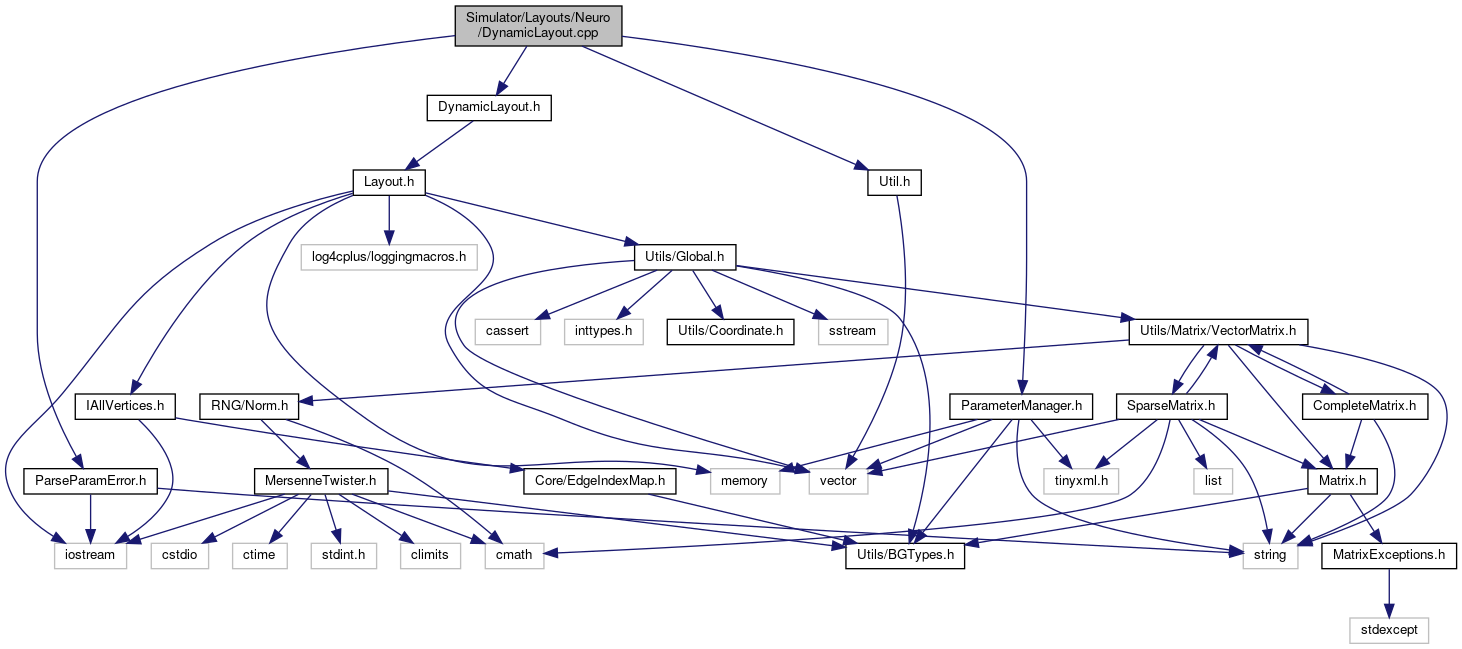 Simulator/Layouts/Neuro
/DynamicLayout.cpp
DynamicLayout.h
Layout.h
Util.h
log4cplus/loggingmacros.h
Utils/Global.h
cassert
inttypes.h
Utils/Coordinate.h
sstream
Utils/Matrix/VectorMatrix.h
IAllVertices.h
RNG/Norm.h
ParameterManager.h
SparseMatrix.h
CompleteMatrix.h
ParseParamError.h
MersenneTwister.h
Core/EdgeIndexMap.h
memory
vector
tinyxml.h
list
Matrix.h
iostream
cstdio
ctime
stdint.h
climits
cmath
Utils/BGTypes.h
string
MatrixExceptions.h
stdexcept